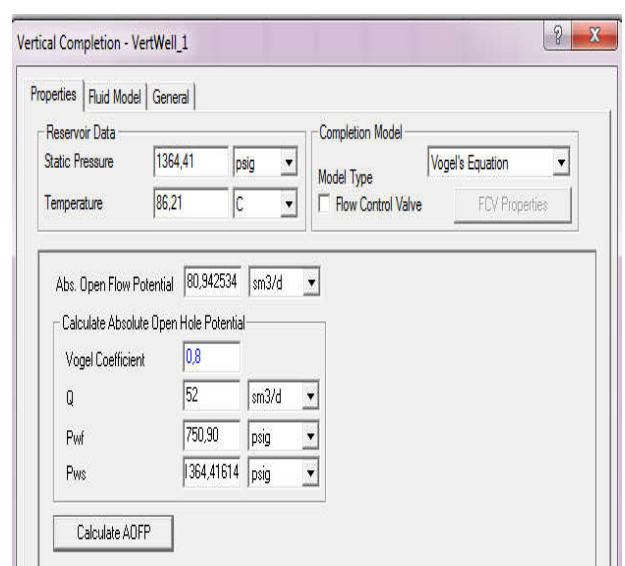 Vertical Completion - VertWell_1
? X
Properties Fluid Model General
Reservoir Data
Static Pressure 1364,41 psig
Temperature 86,21 C
Completion Model
Model Type Vogel's Equation
Flow Control Valve FCV Properties
Abs. Open Flow Potential 80,942534 sm3/d
Calculate Absolute Open Hole Potential
Vogel Coefficient 0,8
Q 52 sm3/d
Pwf 750,90 psig
Pws 1364,41614 psig
Calculate AOFP